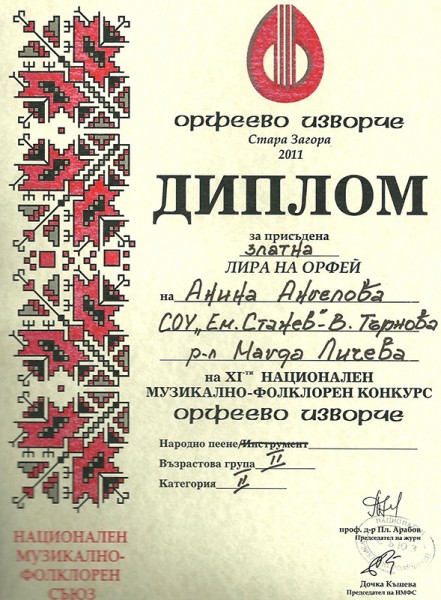 орфеево изворче
Стара Загора
2011
ДИПЛОМ
за присъдена
златна
ЛИРА НА ОРФЕЙ
на Анина Ангелова
СОУ „Ем. Станев"- В. Търново
р-л Магда Личева
на XI-ти НАЦИОНАЛЕН
МУЗИКАЛНО-ФОЛКЛОРЕН КОНКУРС
орфеево изворче
Народно пеене/Инструмент
Възрастова група II
Категория II
НАЦИОНАЛЕН
МУЗИКАЛНО-
ФОЛКЛОРЕН
СЪЮЗ
проф. д-р Пл. Арабов
Председател на жури
Дочка Къшева
Председател на НМФС